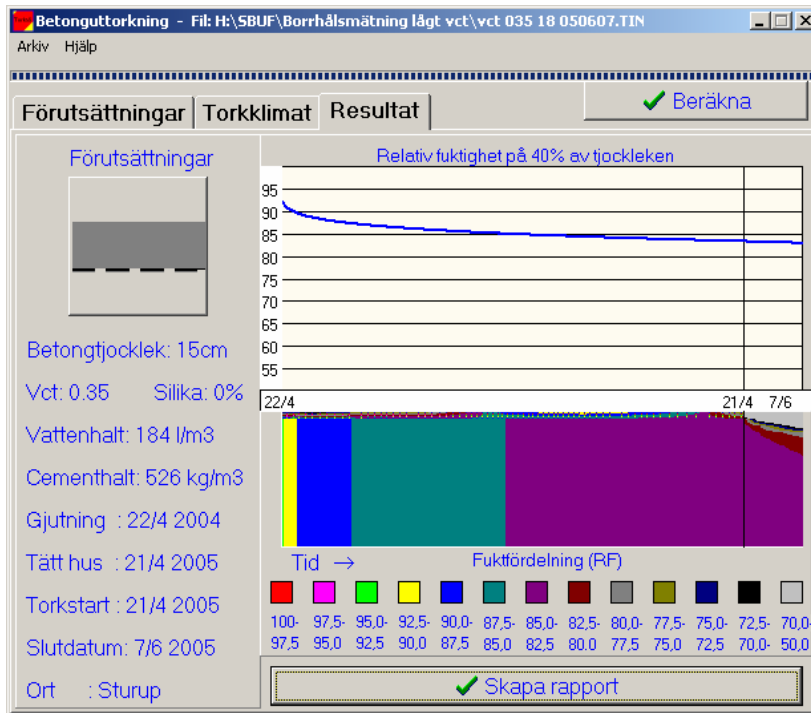 Betonguttorkning - Fil: H:\SBUF\Borrhålsmätning lågt vct\vct 035 18 050607.TIN
Arkiv Hjälp
Förutsättningar Torkklimat Resultat Beräkna
Förutsättningar
Betongtjocklek: 15cm
Vct: 0.35 Silika: 0%
Vattenhalt: 184 l/m3
Cementhalt: 526 kg/m3
Gjutning : 22/4 2004
Tätt hus : 21/4 2005
Torkstart : 21/4 2005
Slutdatum: 7/6 2005
Ort : Sturup
Relativ fuktighet på 40% av tjockleken
95
90
85
80
75
70
65
60
55
22/4 21/4 7/6
Tid → Fuktfördelning (RF)
100- 97,5- 95,0- 92,5- 90,0- 87,5- 85,0- 82,5- 80,0- 77,5- 75,0- 72,5- 70,0-
97,5 95,0 92,5 90,0 87,5 85,0 82,5 80.0 77,5 75,0 72,5 70,0- 50,0
Skapa rapport